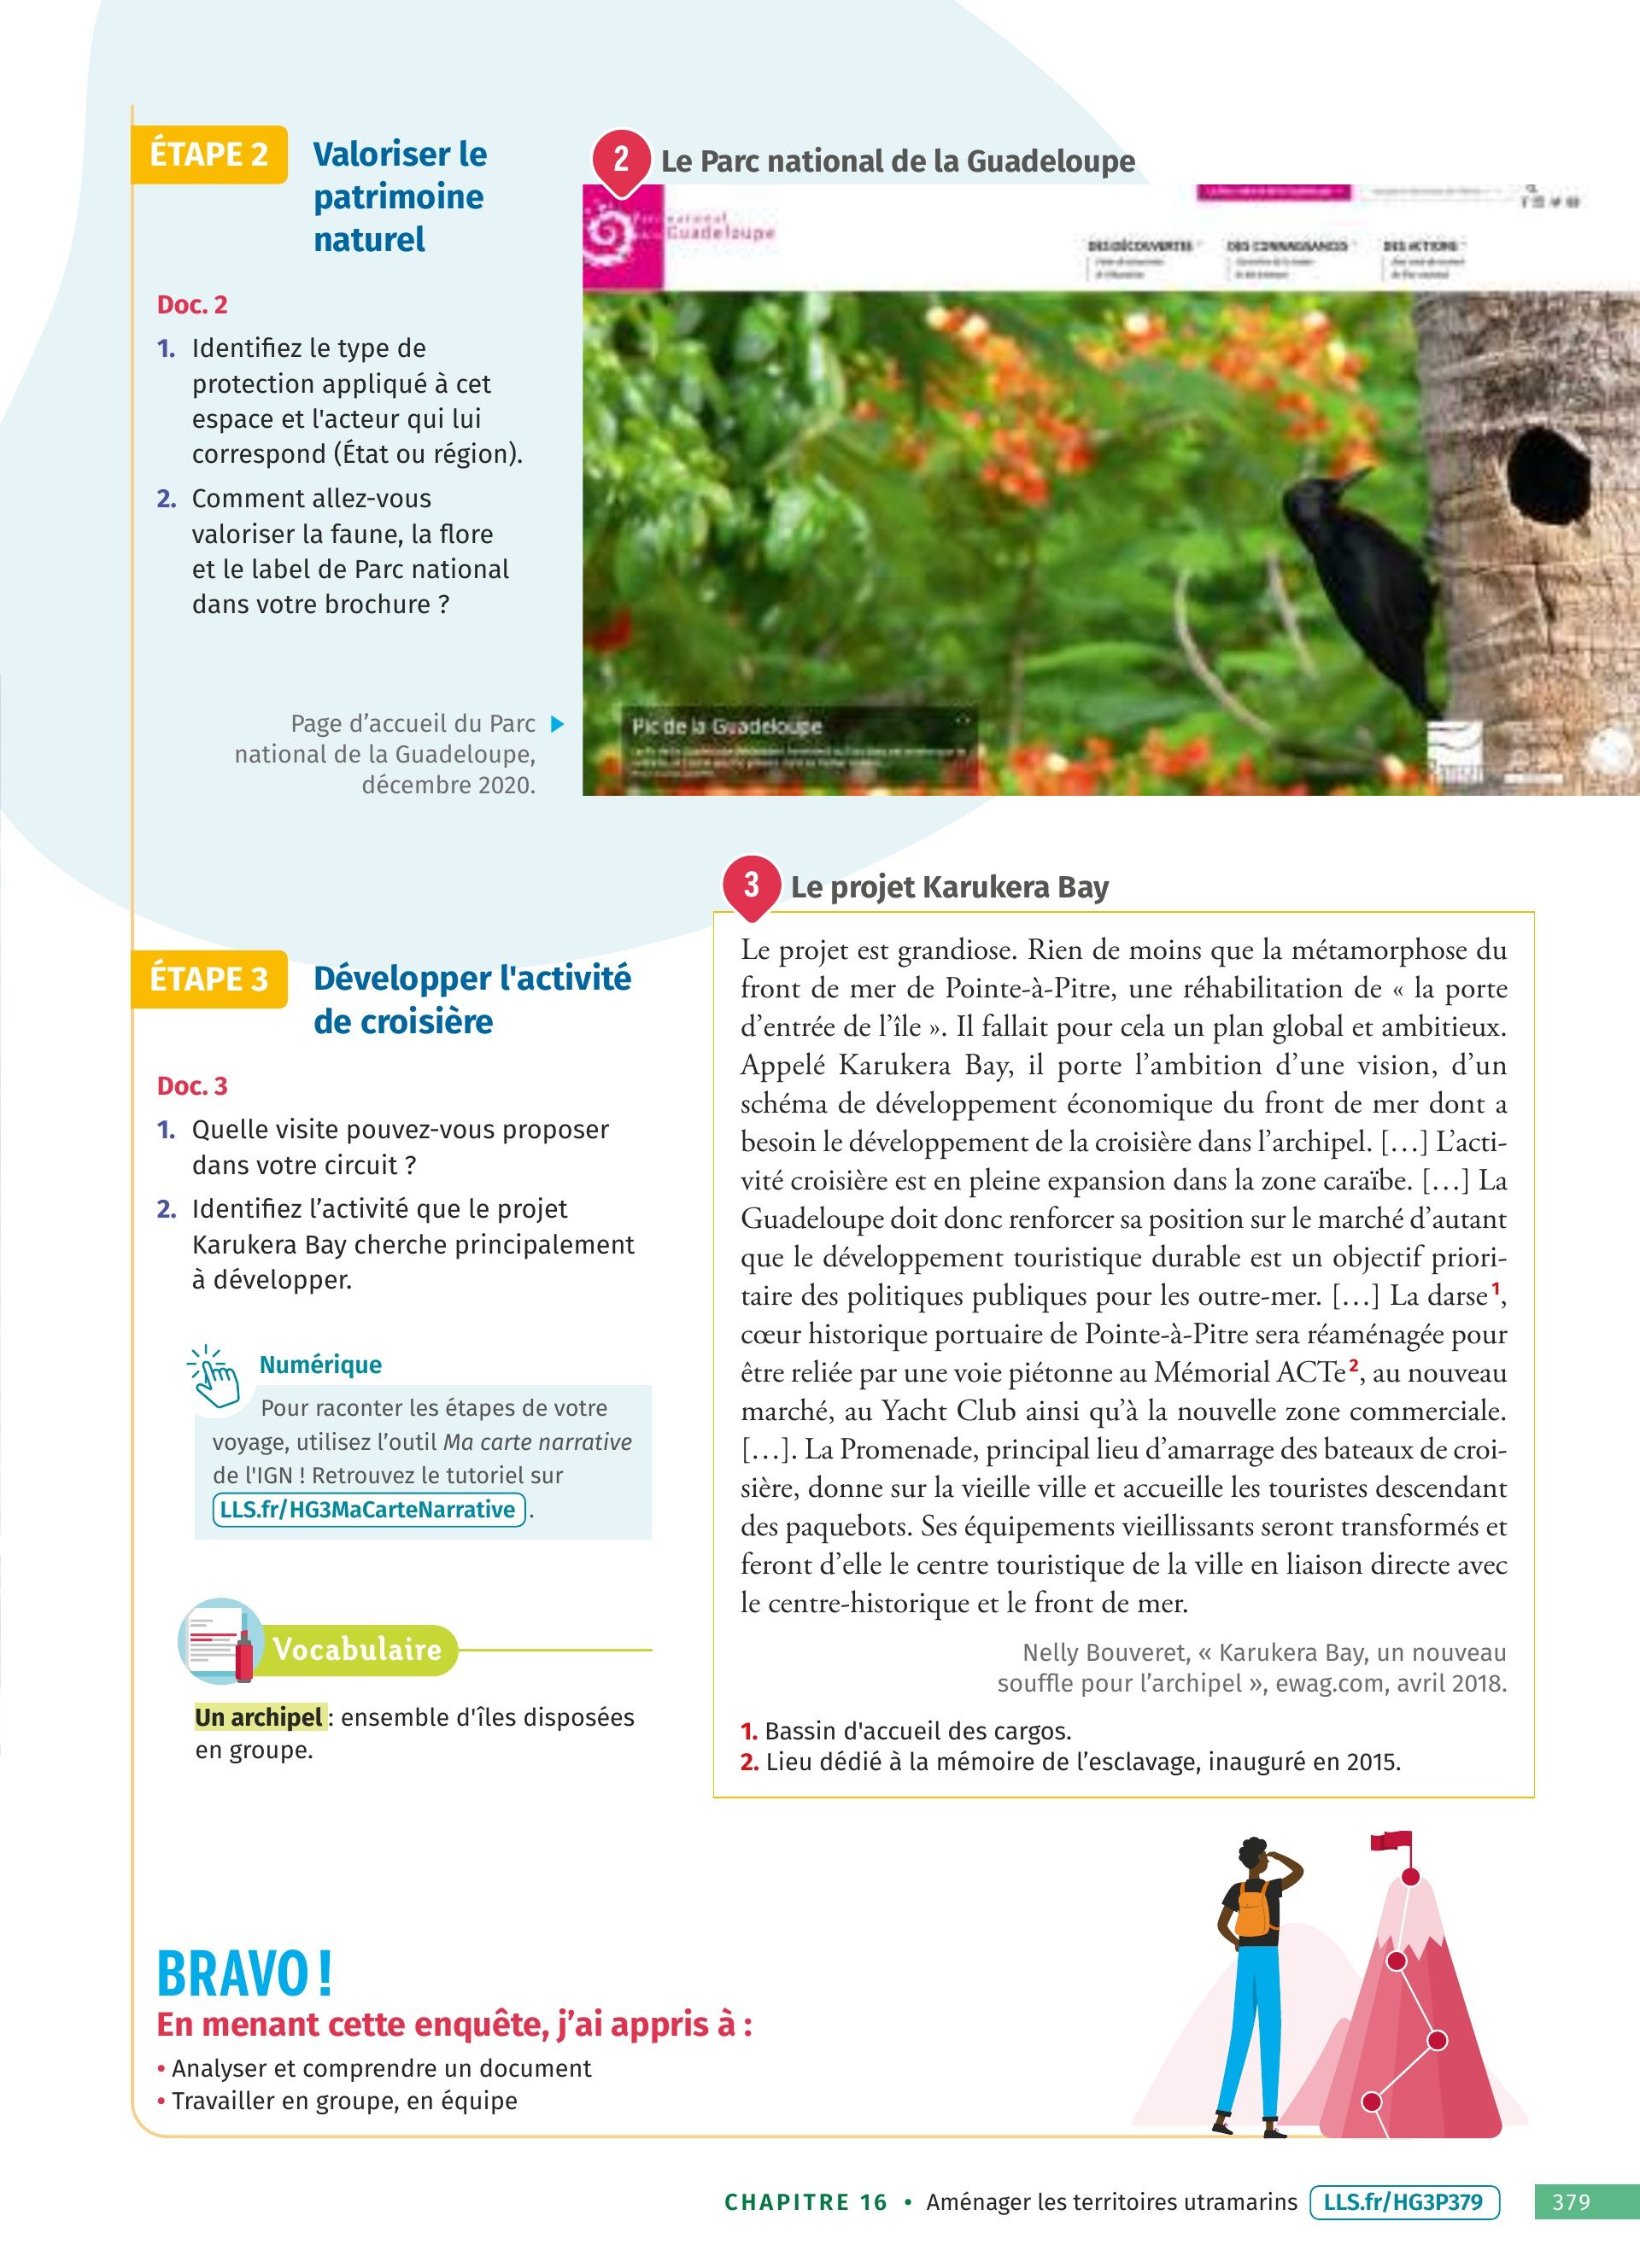 ÉTAPE 2
Valoriser le
patrimoine
naturel
Doc. 2
1. Identifiez le type de
protection appliqué à cet
espace et l'acteur qui lui
correspond (État ou région).
2. Comment allez-vous
valoriser la faune, la flore
et le label de Parc national
dans votre brochure ?
Page d’accueil du Parc
national de la Guadeloupe,
décembre 2020.
2 Le Parc national de la Guadeloupe
national
Guadeloupe
DES DÉCOUVERTES DES CONNAISSANCES DES ACTIONS
Pic de la Guadeloupe
ÉTAPE 3
Développer l'activité
de croisière
Doc. 3
1. Quelle visite pouvez-vous proposer
dans votre circuit ?
2. Identifiez l’activité que le projet
Karukera Bay cherche principalement
à développer.
Numérique
Pour raconter les étapes de votre
voyage, utilisez l’outil Ma carte narrative
de l'IGN ! Retrouvez le tutoriel sur
LLS.fr/HG3MaCarteNarrative .
Vocabulaire
Un archipel : ensemble d'îles disposées
en groupe.
3 Le projet Karukera Bay
Le projet est grandiose. Rien de moins que la métamorphose du
front de mer de Pointe-à-Pitre, une réhabilitation de « la porte
d’entrée de l’île ». Il fallait pour cela un plan global et ambitieux.
Appelé Karukera Bay, il porte l’ambition d’une vision, d’un
schéma de développement économique du front de mer dont a
besoin le développement de la croisière dans l’archipel. […] L’acti-
vité croisière est en pleine expansion dans la zone caraïbe. […] La
Guadeloupe doit donc renforcer sa position sur le marché d’autant
que le développement touristique durable est un objectif priori-
taire des politiques publiques pour les outre-mer. […] La darse1,
cœur historique portuaire de Pointe-à-Pitre sera réaménagée pour
être reliée par une voie piétonne au Mémorial ACTe2, au nouveau
marché, au Yacht Club ainsi qu’à la nouvelle zone commerciale.
[…]. La Promenade, principal lieu d’amarrage des bateaux de croi-
sière, donne sur la vieille ville et accueille les touristes descendant
des paquebots. Ses équipements vieillissants seront transformés et
feront d’elle le centre touristique de la ville en liaison directe avec
le centre-historique et le front de mer.
Nelly Bouveret, « Karukera Bay, un nouveau
souffle pour l’archipel », ewag.com, avril 2018.
1. Bassin d'accueil des cargos.
2. Lieu dédié à la mémoire de l’esclavage, inauguré en 2015.
BRAVO !
En menant cette enquête, j’ai appris à :
• Analyser et comprendre un document
• Travailler en groupe, en équipe
CHAPITRE 16 • Aménager les territoires utramarins LLS.fr/HG3P379 379